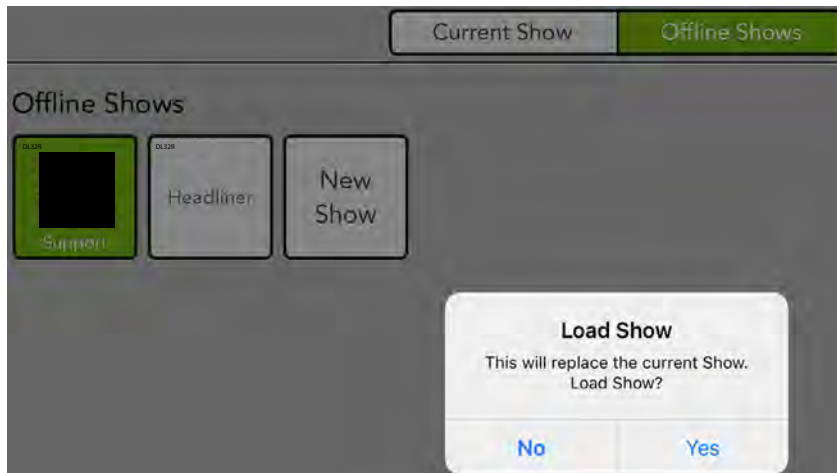 Current Show
Offline Shows
Offline Shows
DL32R
DL32R
Headliner
New
Show
Support
Load Show
This will replace the current Show.
Load Show?
No
Yes